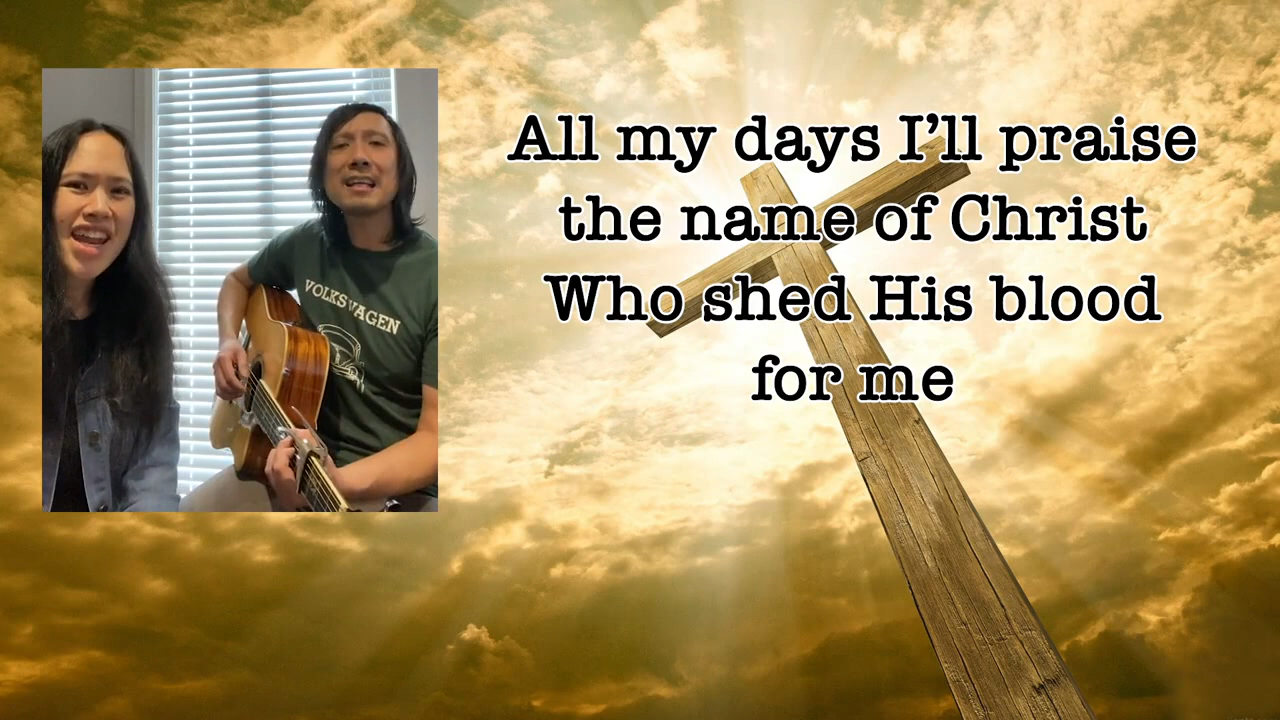 All my days I’ll praise
the name of Christ
Who shed His blood
for me
VOLKSWAGEN